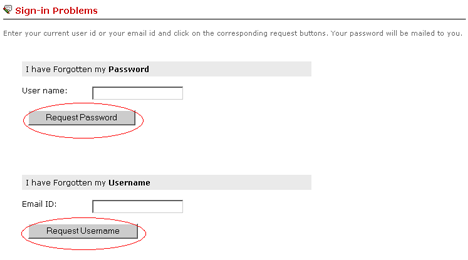 Sign-in Problems
Enter your current user id or your email id and click on the corresponding request buttons. Your password will be mailed to you.
I have Forgotten my Password
User name:
Request Password
I have Forgotten my Username
Email ID:
Request Username